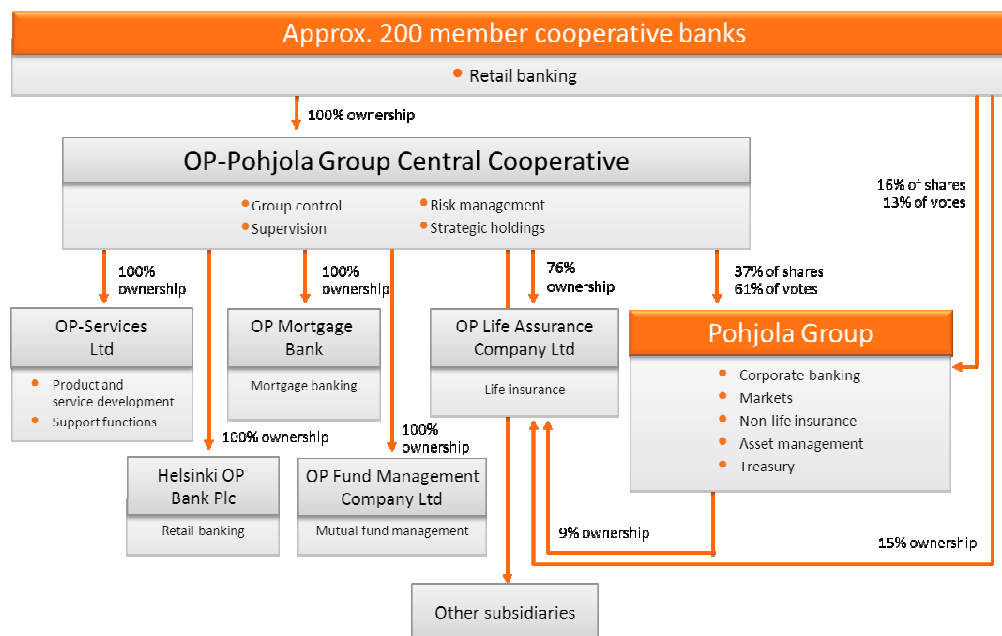 Approx. 200 member cooperative banks
Retail banking
100% ownership
OP-Pohjola Group Central Cooperative
Group control
Risk management
Supervision
Strategic holdings
16% of shares
13% of votes
100%
ownership
100%
ownership
76%
ownership
37% of shares
61% of votes
OP-Services
Ltd
Product and
service development
Support functions
OP Mortgage
Bank
Mortgage banking
OP Life Assurance
Company Ltd
Life insurance
Pohjola Group
Corporate banking
Markets
Non life insurance
Asset management
Treasury
100% ownership
100%
ownership
Helsinki OP
Bank Plc
Retail banking
OP Fund Management
Company Ltd
Mutual fund management
9% ownership
15% ownership
Other subsidiaries